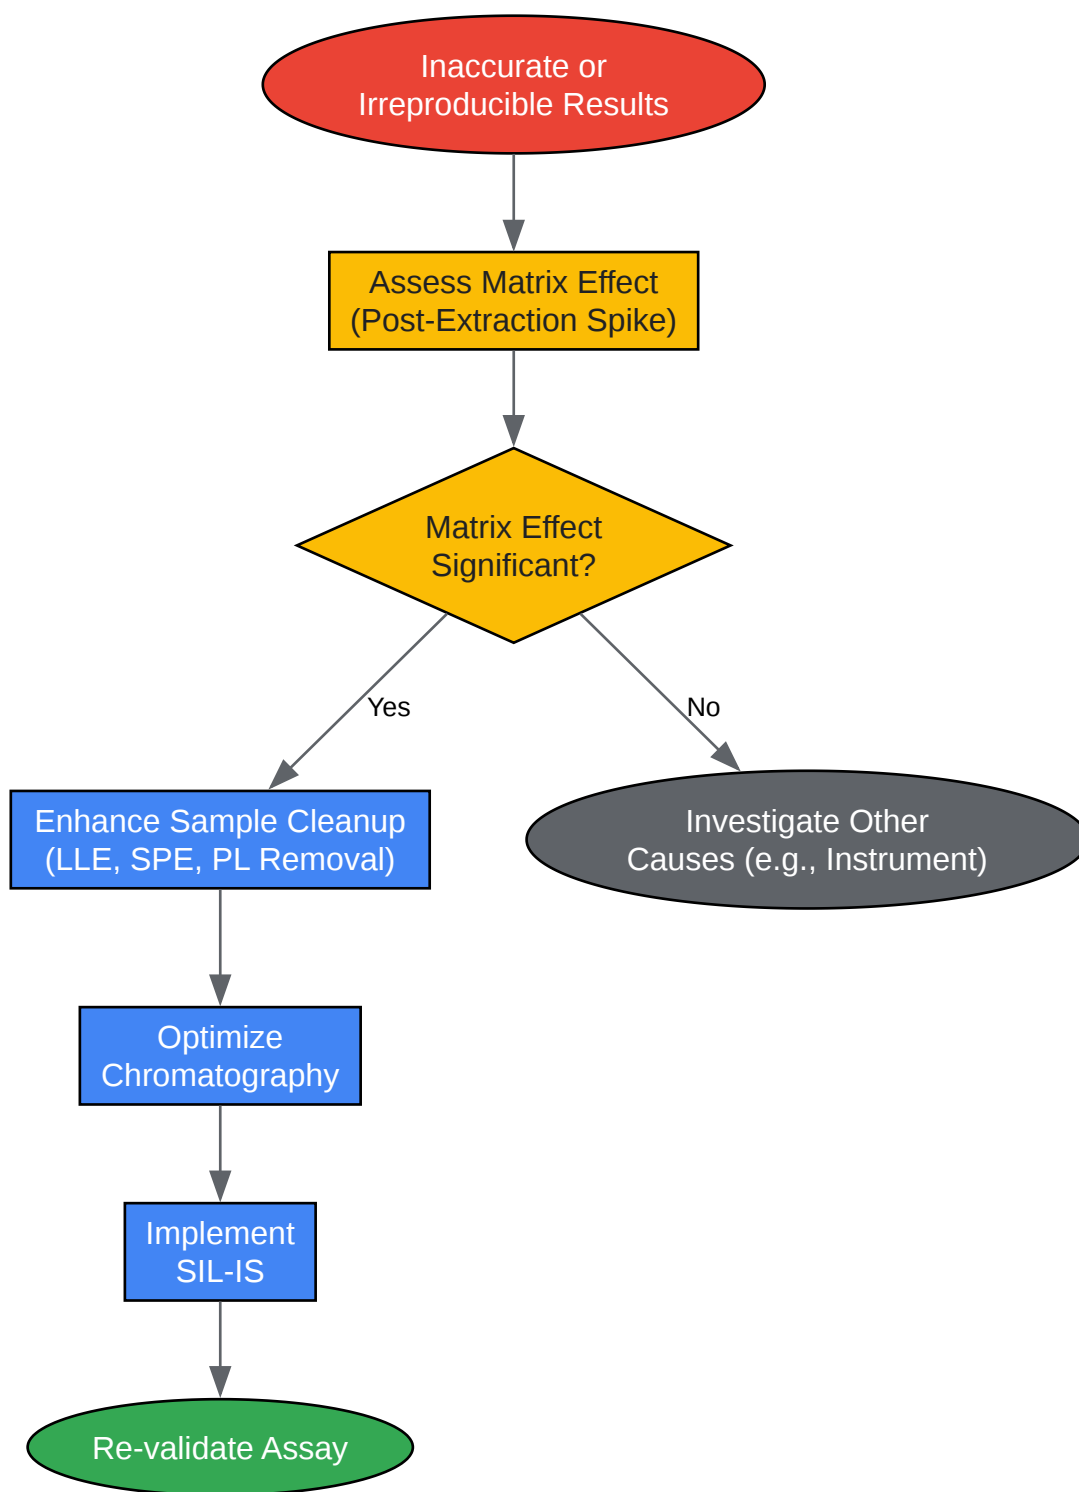 Inaccurate or
Irreproducible Results
Assess Matrix Effect
(Post-Extraction Spike)
Matrix Effect
Significant?
Yes
No
Enhance Sample Cleanup
(LLE, SPE, PL Removal)
Investigate Other
Causes (e.g., Instrument)
Optimize
Chromatography
Implement
SIL-IS
Re-validate Assay